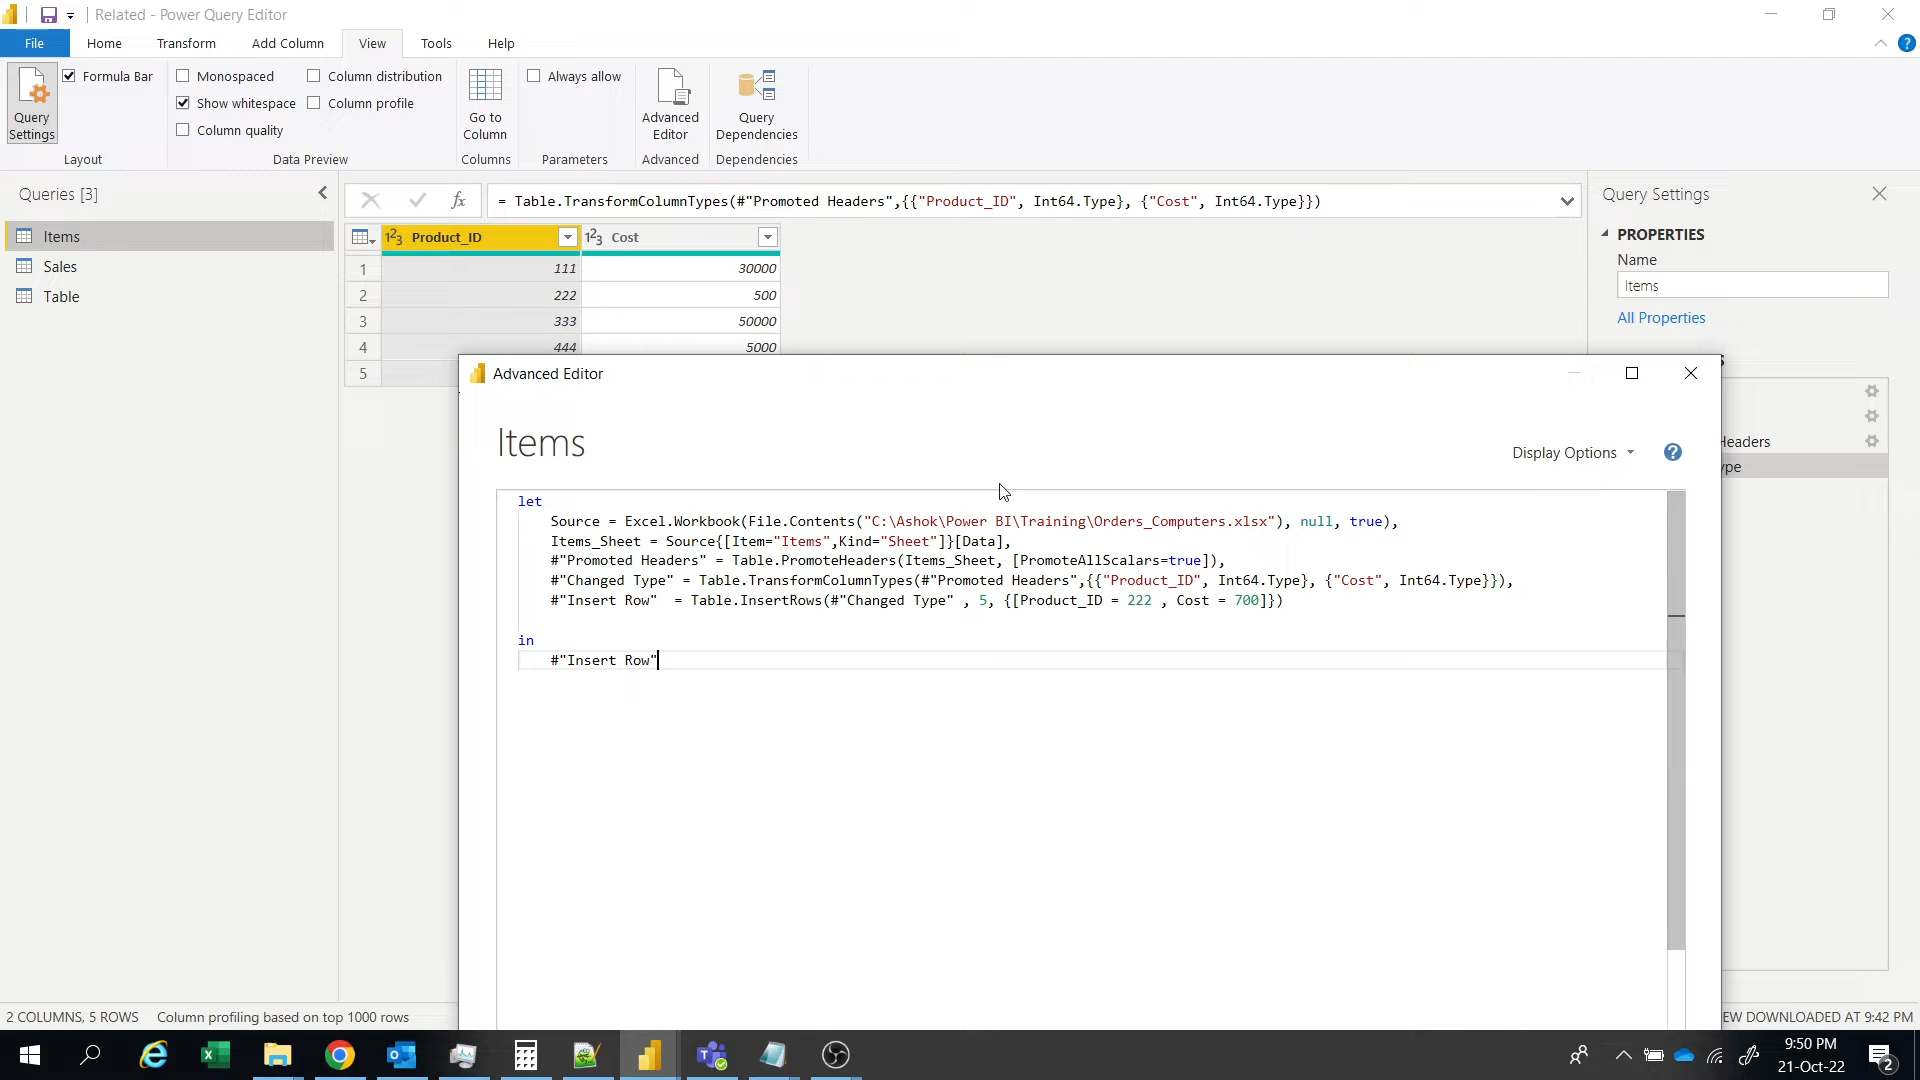 Related - Power Query Editor
File Home Transform Add Column View Tools Help
Formula Bar Monospaced Column distribution Always allow
Show whitespace Column profile
Column quality
Query Settings
Go to Column
Advanced Editor
Query Dependencies
Layout Data Preview Columns Parameters Advanced Dependencies
Queries [3]
Items
Sales
Table
fx = Table.TransformColumnTypes(#"Promoted Headers",{{"Product_ID", Int64.Type}, {"Cost", Int64.Type}})
Product_ID Cost
1 111 30000
2 222 500
3 333 50000
4 444 5000
5
Query Settings
PROPERTIES
Name
Items
All Properties
Headers
ype
Advanced Editor
Items
Display Options
let
Source = Excel.Workbook(File.Contents("C:\Ashok\Power BI\Training\Orders_Computers.xlsx"), null, true),
Items_Sheet = Source{[Item="Items",Kind="Sheet"]}[Data],
#"Promoted Headers" = Table.PromoteHeaders(Items_Sheet, [PromoteAllScalars=true]),
#"Changed Type" = Table.TransformColumnTypes(#"Promoted Headers",{{"Product_ID", Int64.Type}, {"Cost", Int64.Type}}),
#"Insert Row"  = Table.InsertRows(#"Changed Type" , 5, {[Product_ID = 222 , Cost = 700]})
in
#"Insert Row"
2 COLUMNS, 5 ROWS Column profiling based on top 1000 rows
EW DOWNLOADED AT 9:42 PM
9:50 PM
21-Oct-22
2